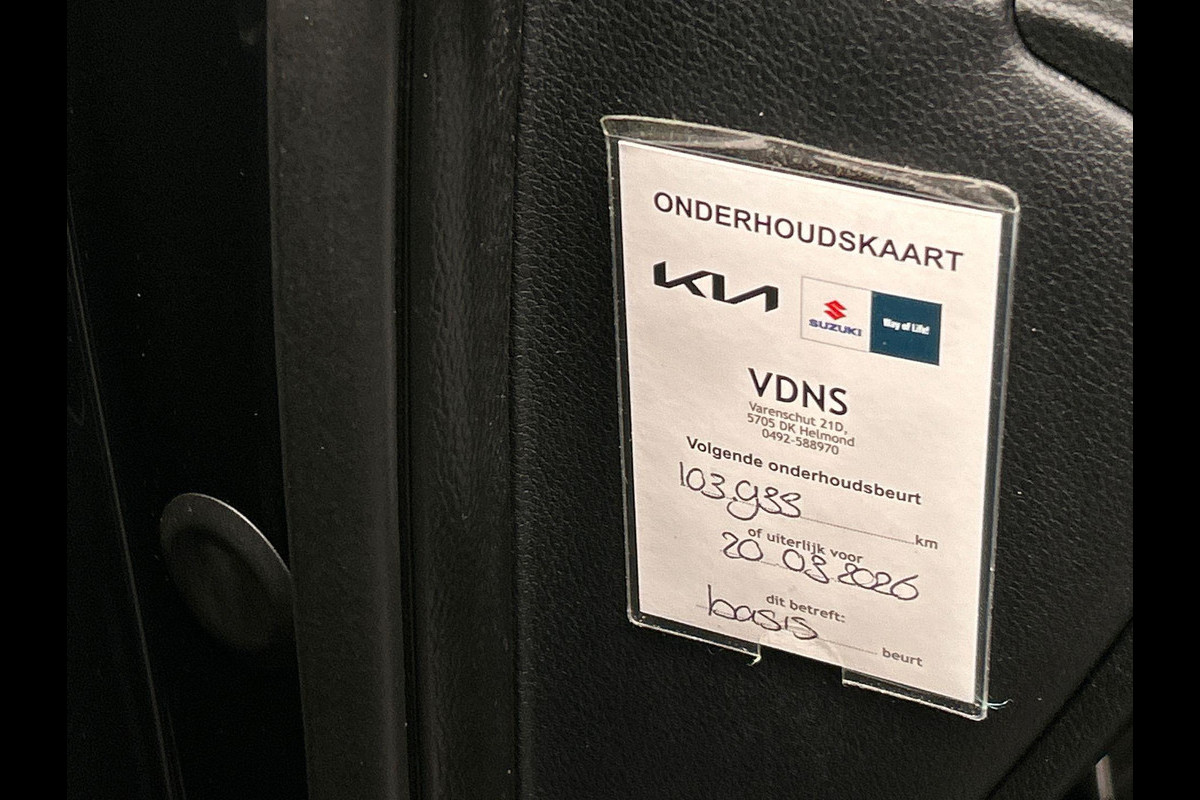 ONDERHOUDSKAART
KIA SUZUKI Way of Life!
VDNS
Varenschut 21D,
5705 DK Helmond
0492-588970
Volgende onderhoudsbeurt
103.933 km
of uiterlijk voor
20 03 2026
dit betreft:
basis beurt